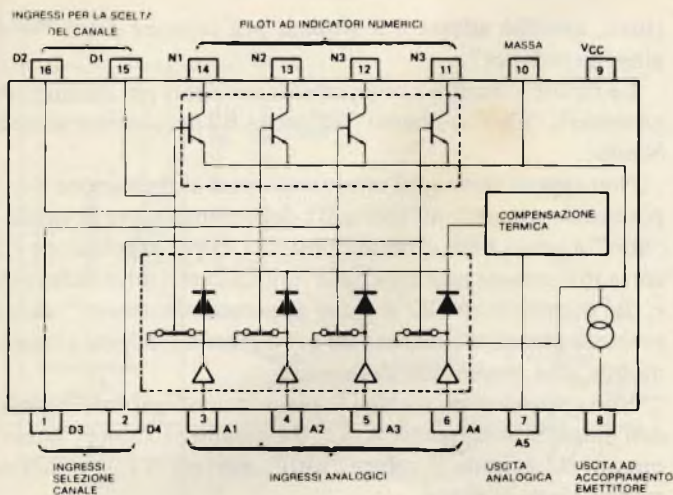 INGRESSI PER LA SCELTA
DEL CANALE
PILOTI AD INDICATORI NUMERICI
MASSA
VCC
D2
D1
N1
N2
N3
N3
16
15
14
13
12
11
10
9
COMPENSAZIONE
TERMICA
1
2
3
4
5
6
7
8
D3
D4
A1
A2
A3
A4
A5
INGRESSI
SELEZIONE
CANALE
INGRESSI ANALOGICI
USCITA
ANALOGICA
USCITA AD
ACCOPPIAMENTO
EMETTITORE